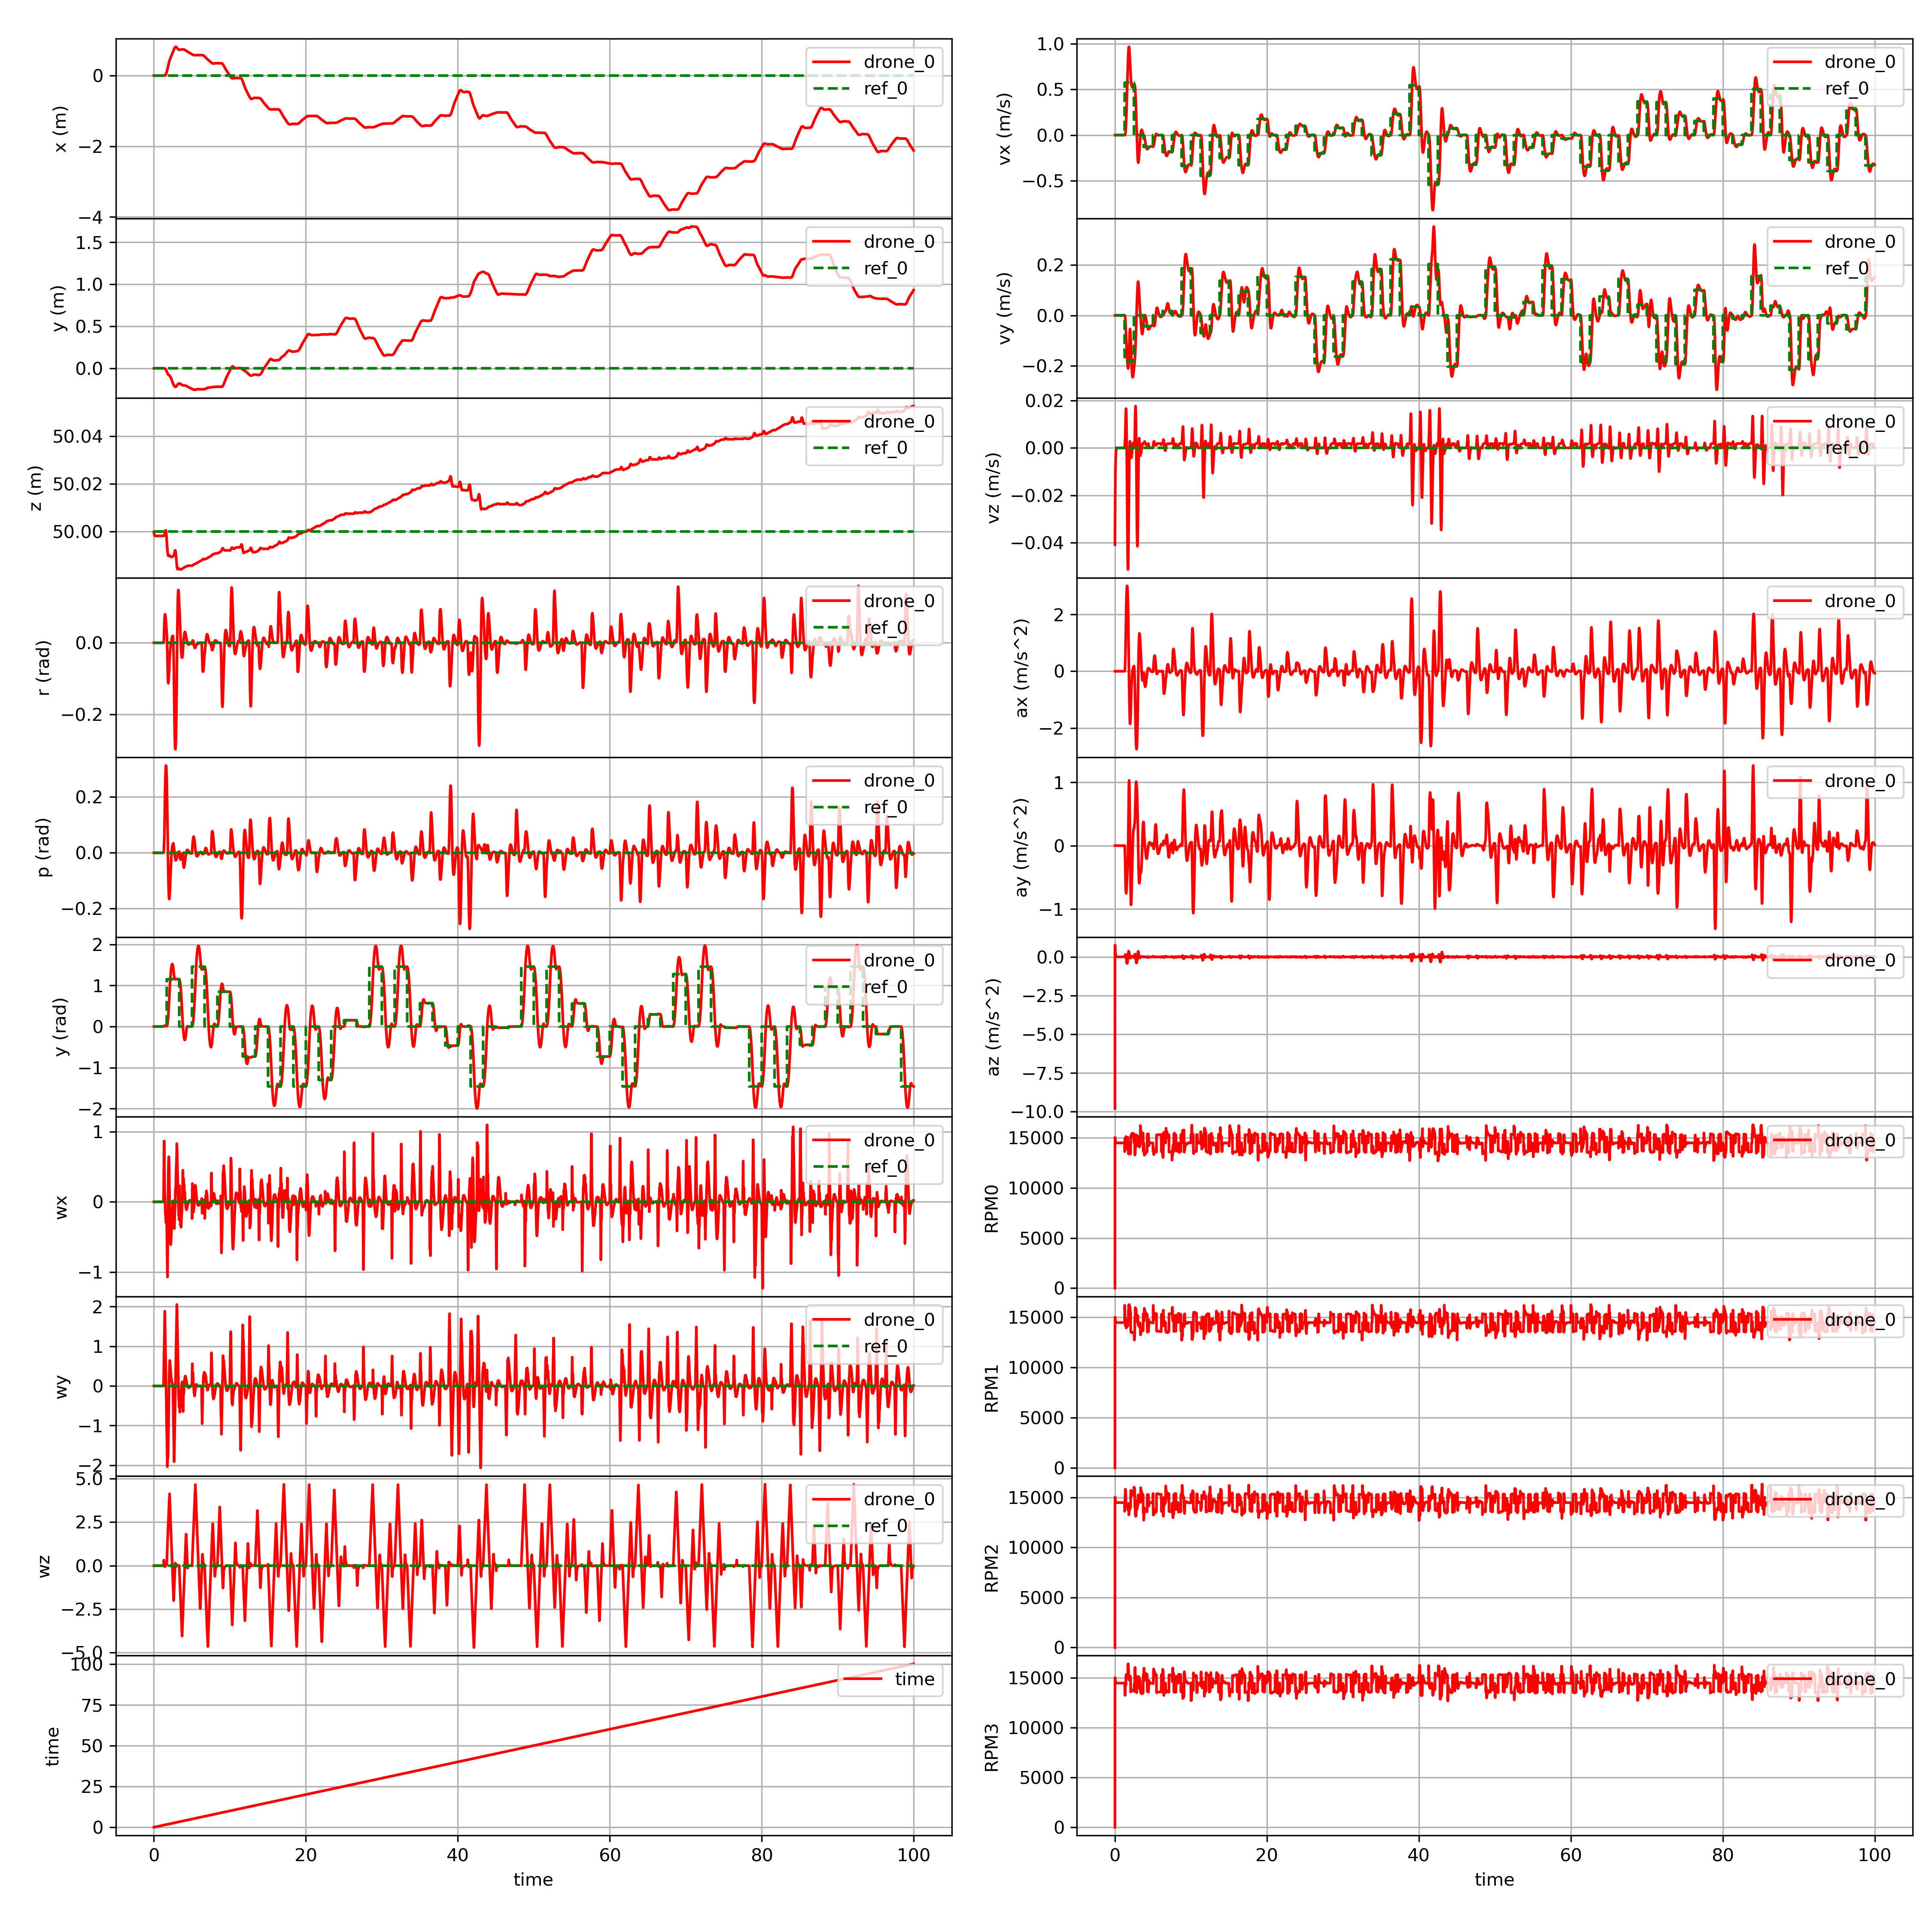 x (m)
0
−2
−4
drone_0
ref_0
y (m)
1.5
1.0
0.5
0.0
drone_0
ref_0
z (m)
50.04
50.02
50.00
drone_0
ref_0
r (rad)
0.0
−0.2
drone_0
ref_0
p (rad)
0.2
0.0
−0.2
drone_0
ref_0
y (rad)
2
1
0
−1
−2
drone_0
ref_0
wx
1
0
−1
drone_0
ref_0
wy
2
1
0
−1
−2
drone_0
ref_0
wz
5.0
2.5
0.0
−2.5
−5.0
drone_0
ref_0
time
100
75
50
25
0
time
0 20 40 60 80 100
time
vx (m/s)
1.0
0.5
0.0
−0.5
drone_0
ref_0
vy (m/s)
0.2
0.0
−0.2
drone_0
ref_0
vz (m/s)
0.02
0.00
−0.02
−0.04
drone_0
ref_0
ax (m/s^2)
2
0
−2
drone_0
ay (m/s^2)
1
0
−1
drone_0
az (m/s^2)
0.0
−2.5
−5.0
−7.5
−10.0
drone_0
RPM0
15000
10000
5000
0
drone_0
RPM1
15000
10000
5000
0
drone_0
RPM2
15000
10000
5000
0
drone_0
RPM3
15000
10000
5000
0
drone_0
0 20 40 60 80 100
time